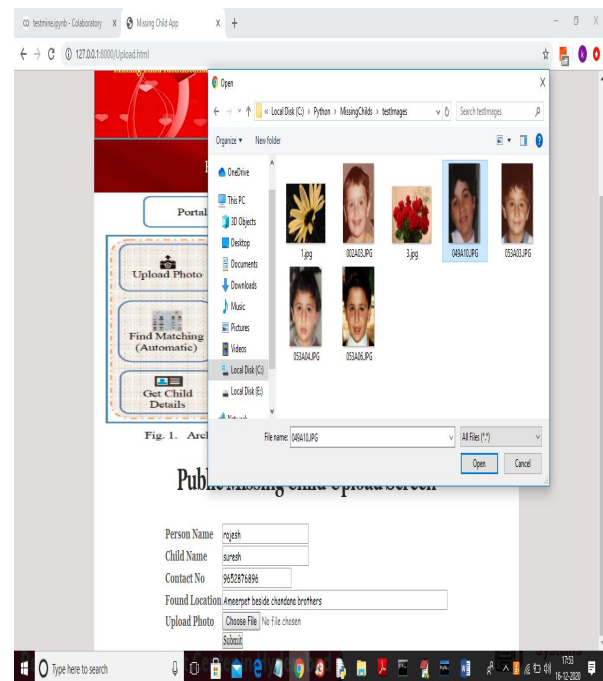 testmine.ipynb - Colaboratory
Missing Child App
127.0.0.1:8000/Upload.html
Open
« Local Disk (C:) › Python › MissingChilds › testImages
Search testImages
Organize
New folder
OneDrive
This PC
3D Objects
Desktop
Documents
Downloads
Music
Pictures
Videos
Local Disk (C:)
Local Disk (E:)
Network
1.jpg
002A03.JPG
3.jpg
049A10.JPG
053A03.JPG
053A04.JPG
053A06.JPG
File name:
049A10.JPG
All Files (*.*)
Open
Cancel
Portal
Upload Photo
Find Matching
(Automatic)
Get Child
Details
Fig. 1.
Public Missing Child Upload Screen
Person Name rajesh
Child Name suresh
Contact No 9652876896
Found Location Ameerpet beside chandana brothers
Upload Photo Choose File No file chosen
Submit
Type here to search
17:53
16-12-2020